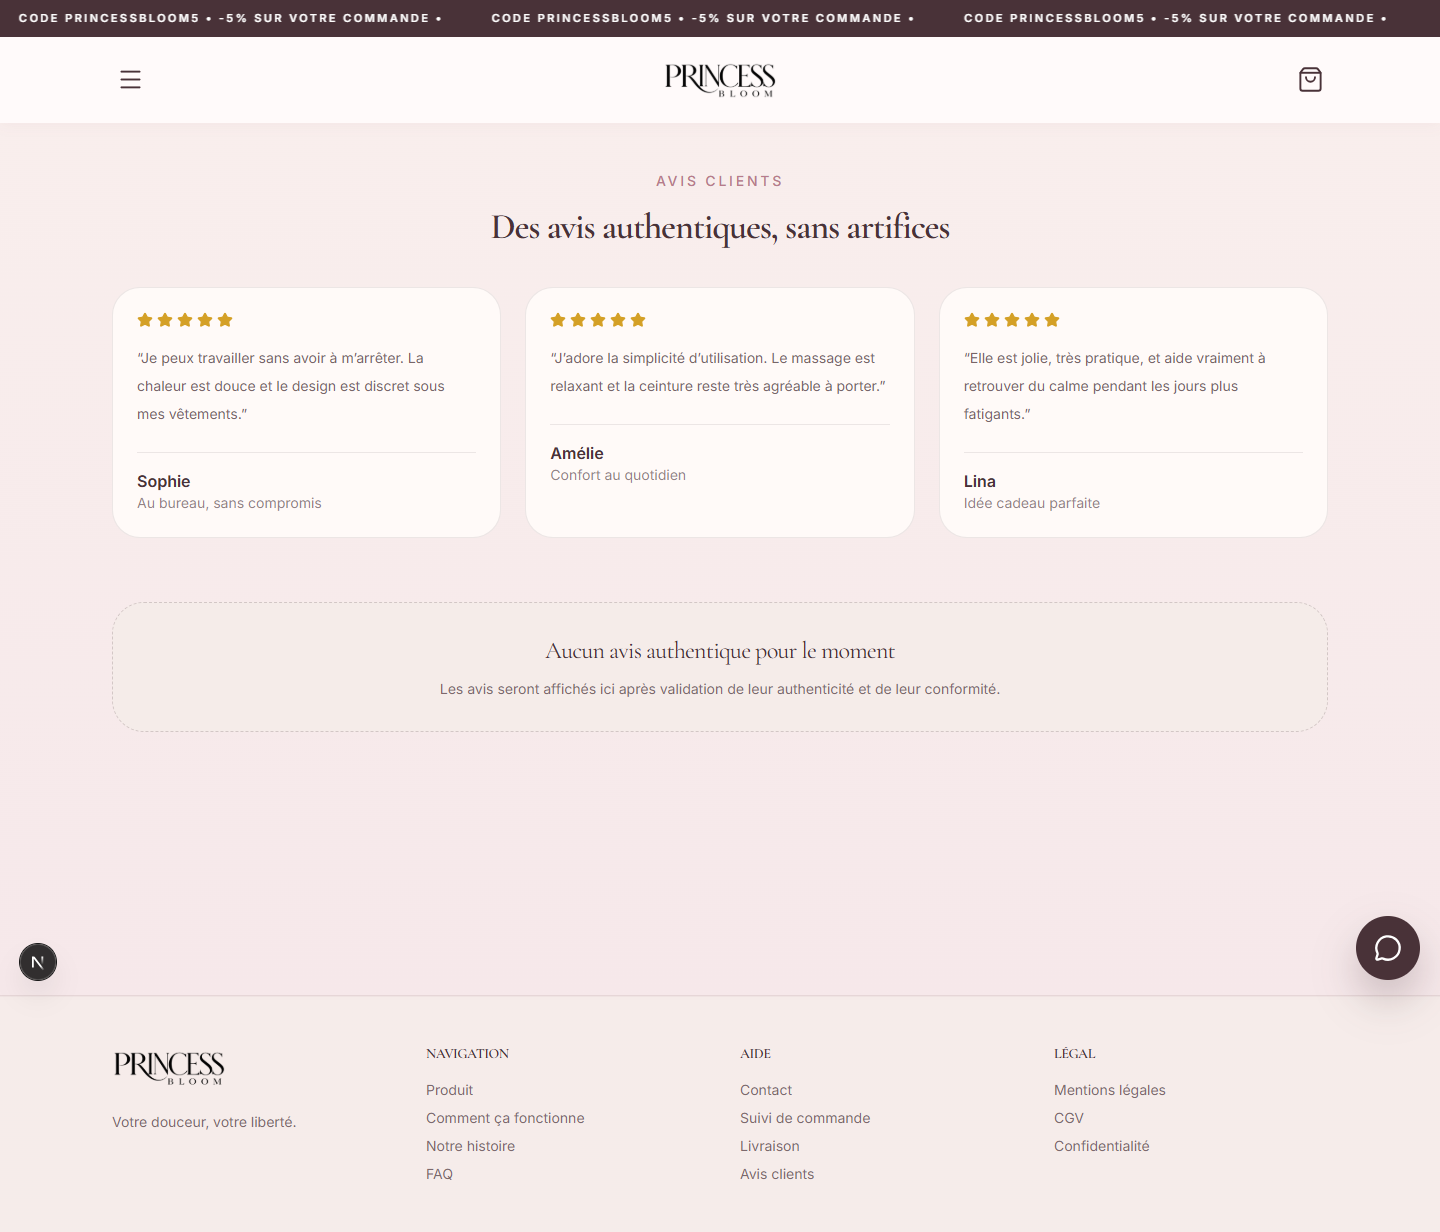 CODE PRINCESSBLOOM5 • -5% SUR VOTRE COMMANDE • CODE PRINCESSBLOOM5 • -5% SUR VOTRE COMMANDE • CODE PRINCESSBLOOM5 • -5% SUR VOTRE COMMANDE •
PRINCESS
BLOOM
AVIS CLIENTS
Des avis authentiques, sans artifices
“Je peux travailler sans avoir à m’arrêter. La
chaleur est douce et le design est discret sous
mes vêtements.”
Sophie
Au bureau, sans compromis
“J’adore la simplicité d’utilisation. Le massage est
relaxant et la ceinture reste très agréable à porter.”
Amélie
Confort au quotidien
“Elle est jolie, très pratique, et aide vraiment à
retrouver du calme pendant les jours plus
fatigants.”
Lina
Idée cadeau parfaite
Aucun avis authentique pour le moment
Les avis seront affichés ici après validation de leur authenticité et de leur conformité.
N
PRINCESS
BLOOM
Votre douceur, votre liberté.
NAVIGATION
Produit
Comment ça fonctionne
Notre histoire
FAQ
AIDE
Contact
Suivi de commande
Livraison
Avis clients
LÉGAL
Mentions légales
CGV
Confidentialité